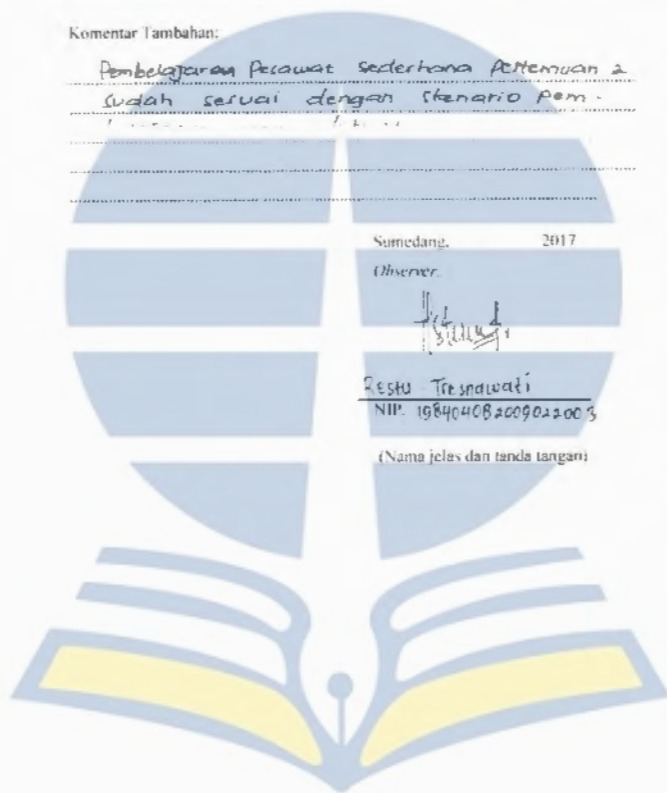 Komentar Tambahan:
Pembelajaran Pesawat Sederhana Pertemuan 2
sudah sesuai dengan skenario pem-
Sumedang, 2017
Observer,
Restu Tresnawati
NIP. 198404082009022003
(Nama jelas dan tanda tangan)